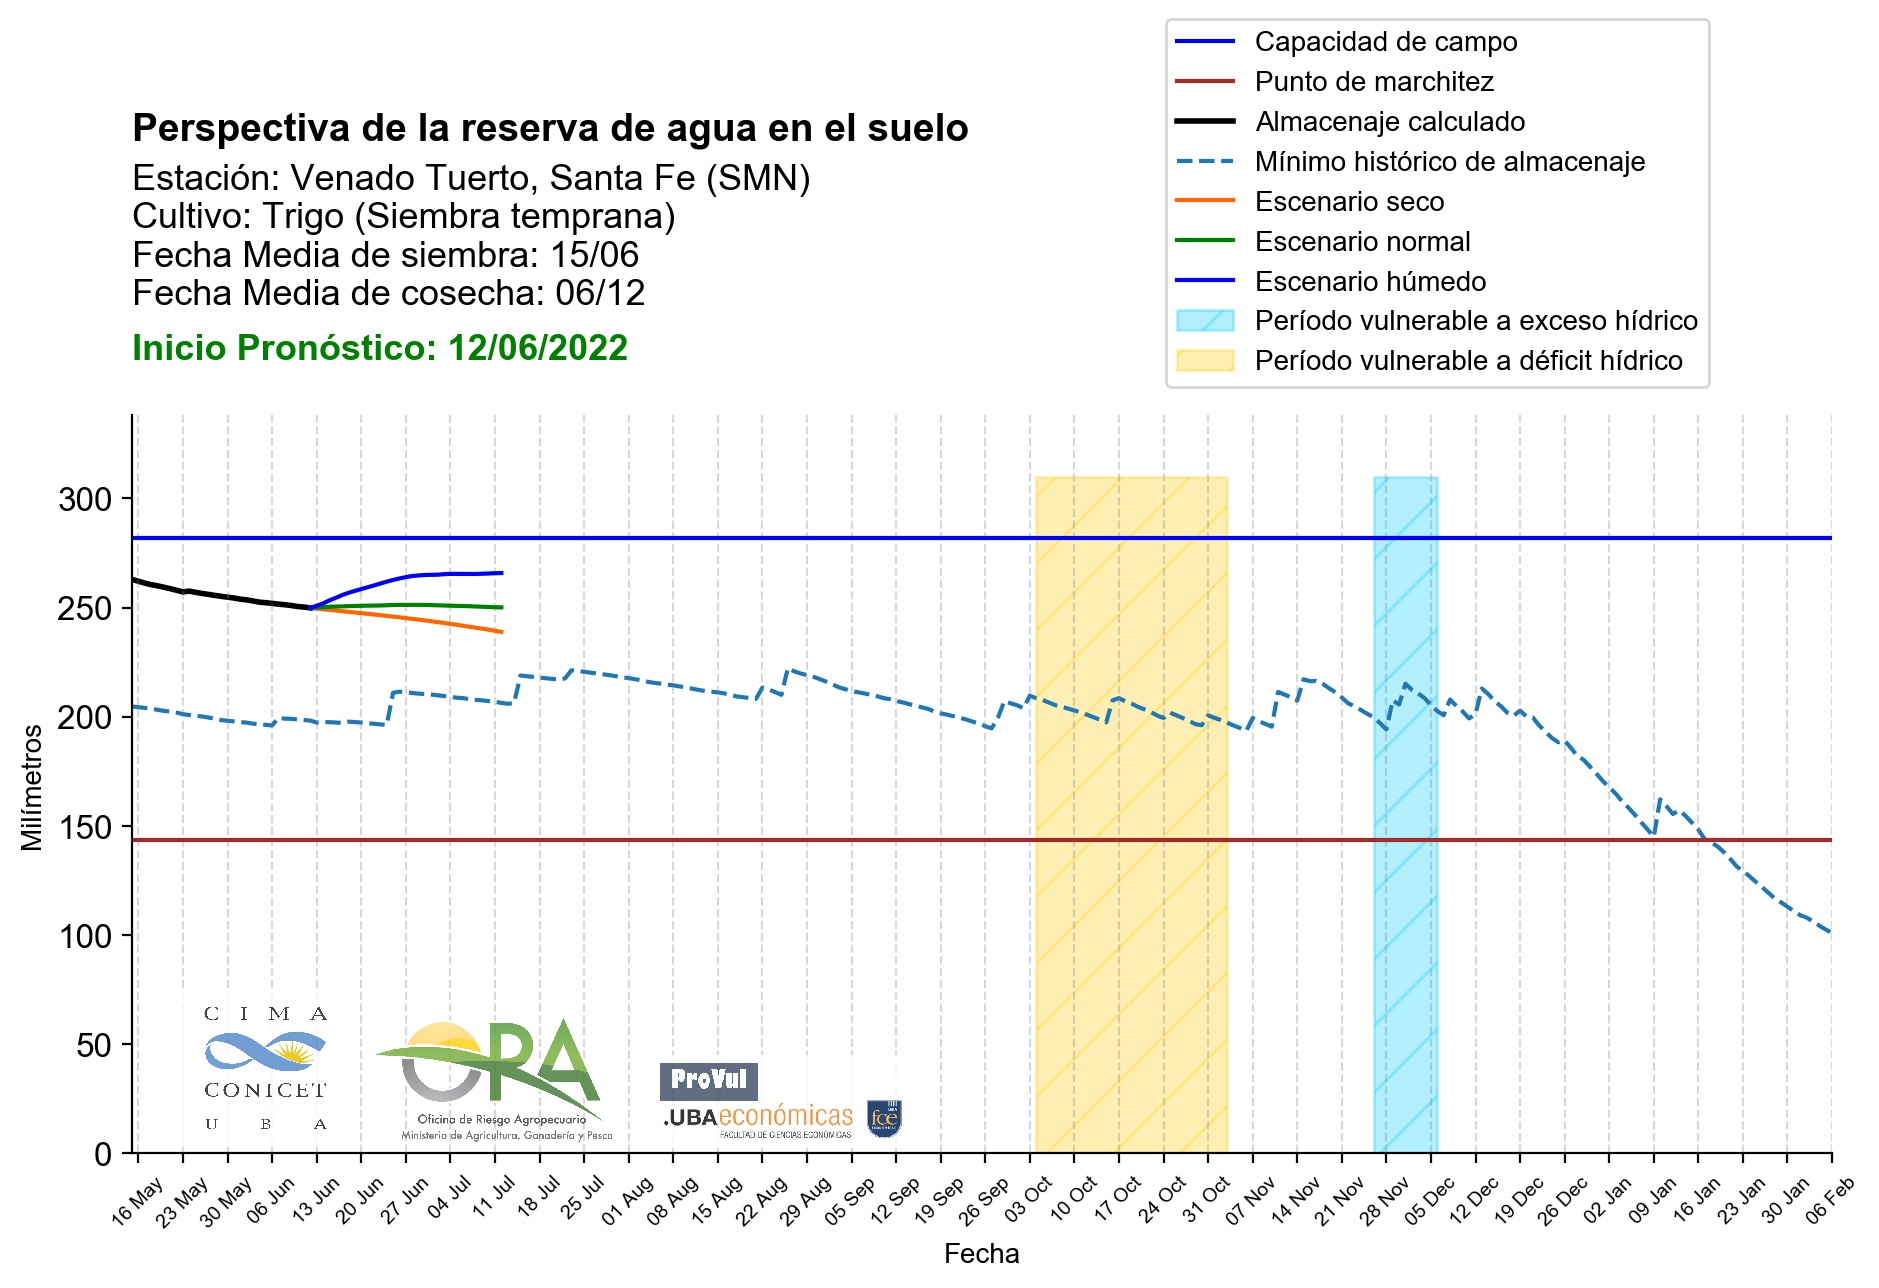 Capacidad de campo
Punto de marchitez
Almacenaje calculado
Mínimo histórico de almacenaje
Escenario seco
Escenario normal
Escenario húmedo
Período vulnerable a exceso hídrico
Período vulnerable a déficit hídrico
Perspectiva de la reserva de agua en el suelo
Estación: Venado Tuerto, Santa Fe (SMN)
Cultivo: Trigo (Siembra temprana)
Fecha Media de siembra: 15/06
Fecha Media de cosecha: 06/12
Inicio Pronóstico: 12/06/2022
Milímetros
300
250
200
150
100
50
0
CIMA
CONICET
UBA
ORA
Oficina de Riesgo Agropecuario
Ministerio de Agricultura, Ganadería y Pesca
ProVul
.UBAeconómicas
FACULTAD DE CIENCIAS ECONÓMICAS
UBA
fce
ECONÓMICAS
16 May
23 May
30 May
06 Jun
13 Jun
20 Jun
27 Jun
04 Jul
11 Jul
18 Jul
25 Jul
01 Aug
08 Aug
15 Aug
22 Aug
29 Aug
05 Sep
12 Sep
19 Sep
26 Sep
03 Oct
10 Oct
17 Oct
24 Oct
31 Oct
07 Nov
14 Nov
21 Nov
28 Nov
05 Dec
12 Dec
19 Dec
26 Dec
02 Jan
09 Jan
16 Jan
23 Jan
30 Jan
06 Feb
Fecha